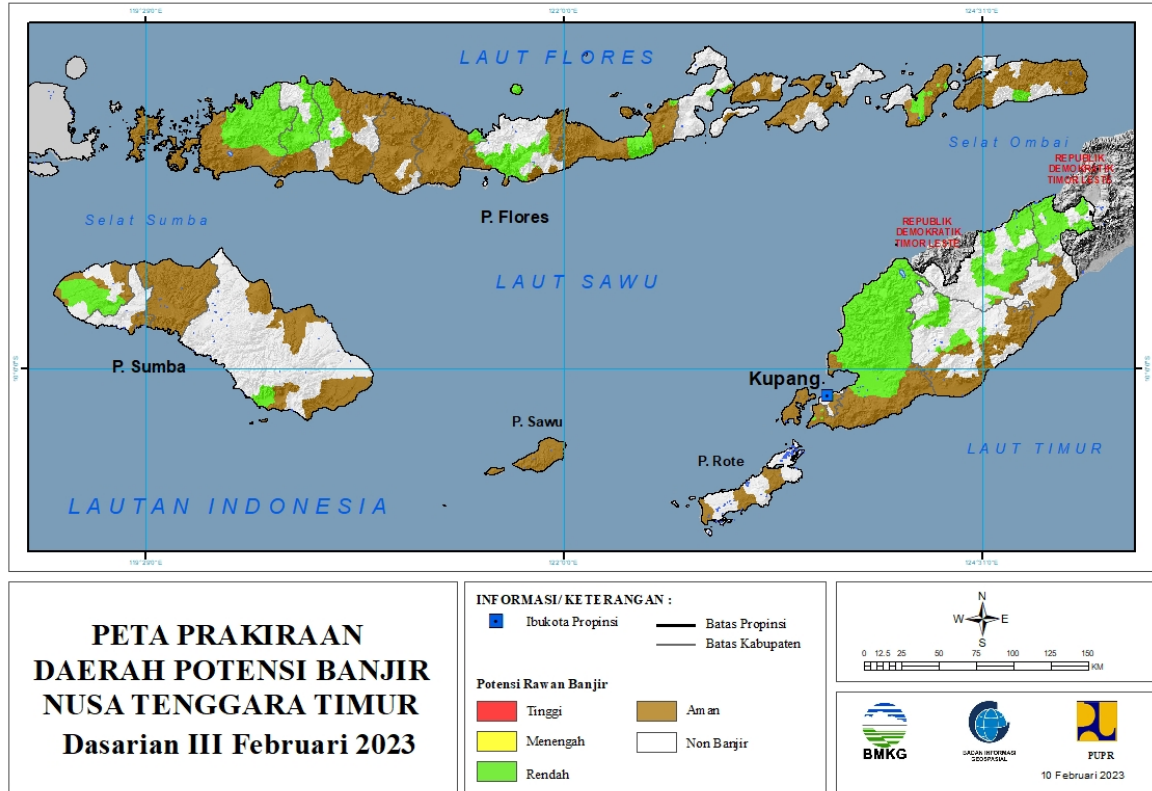 LAUT FLORES
Selat Ombai
REPUBLIK
DEMOKRATIK
TIMOR LESTE
P. Flores
Selat Sumba
REPUBLIK
DEMOKRATIK
TIMOR LESTE
LAUT SAWU
P. Sumba
Kupang.
P. Sawu
P. Rote
LAUT TIMUR
LAUTAN INDONESIA
PETA PRAKIRAAN
DAERAH POTENSI BANJIR
NUSA TENGGARA TIMUR
Dasarian III Februari 2023
INFORMASI/ KETERANGAN :
Ibukota Propinsi
Batas Propinsi
Batas Kabupaten
Potensi Rawan Banjir
Tinggi
Aman
Menengah
Non Banjir
Rendah
N
W E
S
0 12.5 25 50 75 100 125 150
KM
BMKG
BADAN INFORMASI
GEOSPASIAL
PUPR
10 Februari 2023